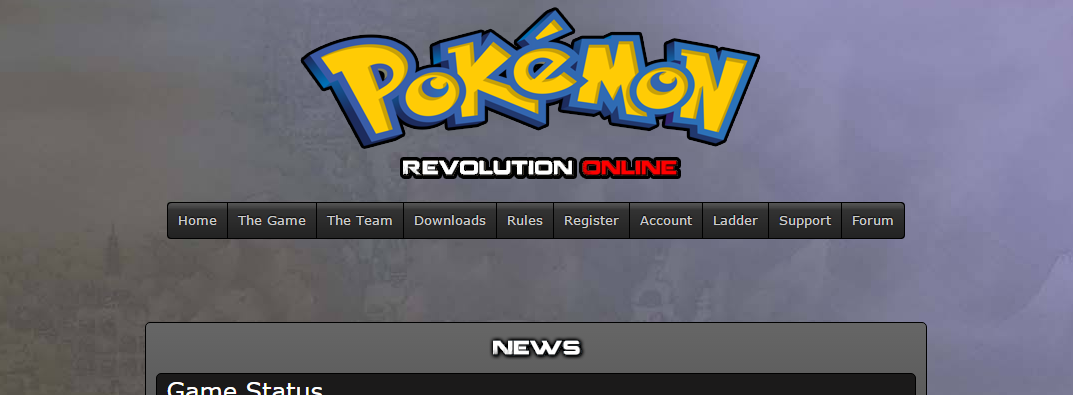 POKéMON
REVOLUTION ONLINE
Home The Game The Team Downloads Rules Register Account Ladder Support Forum
NEWS
Game Status